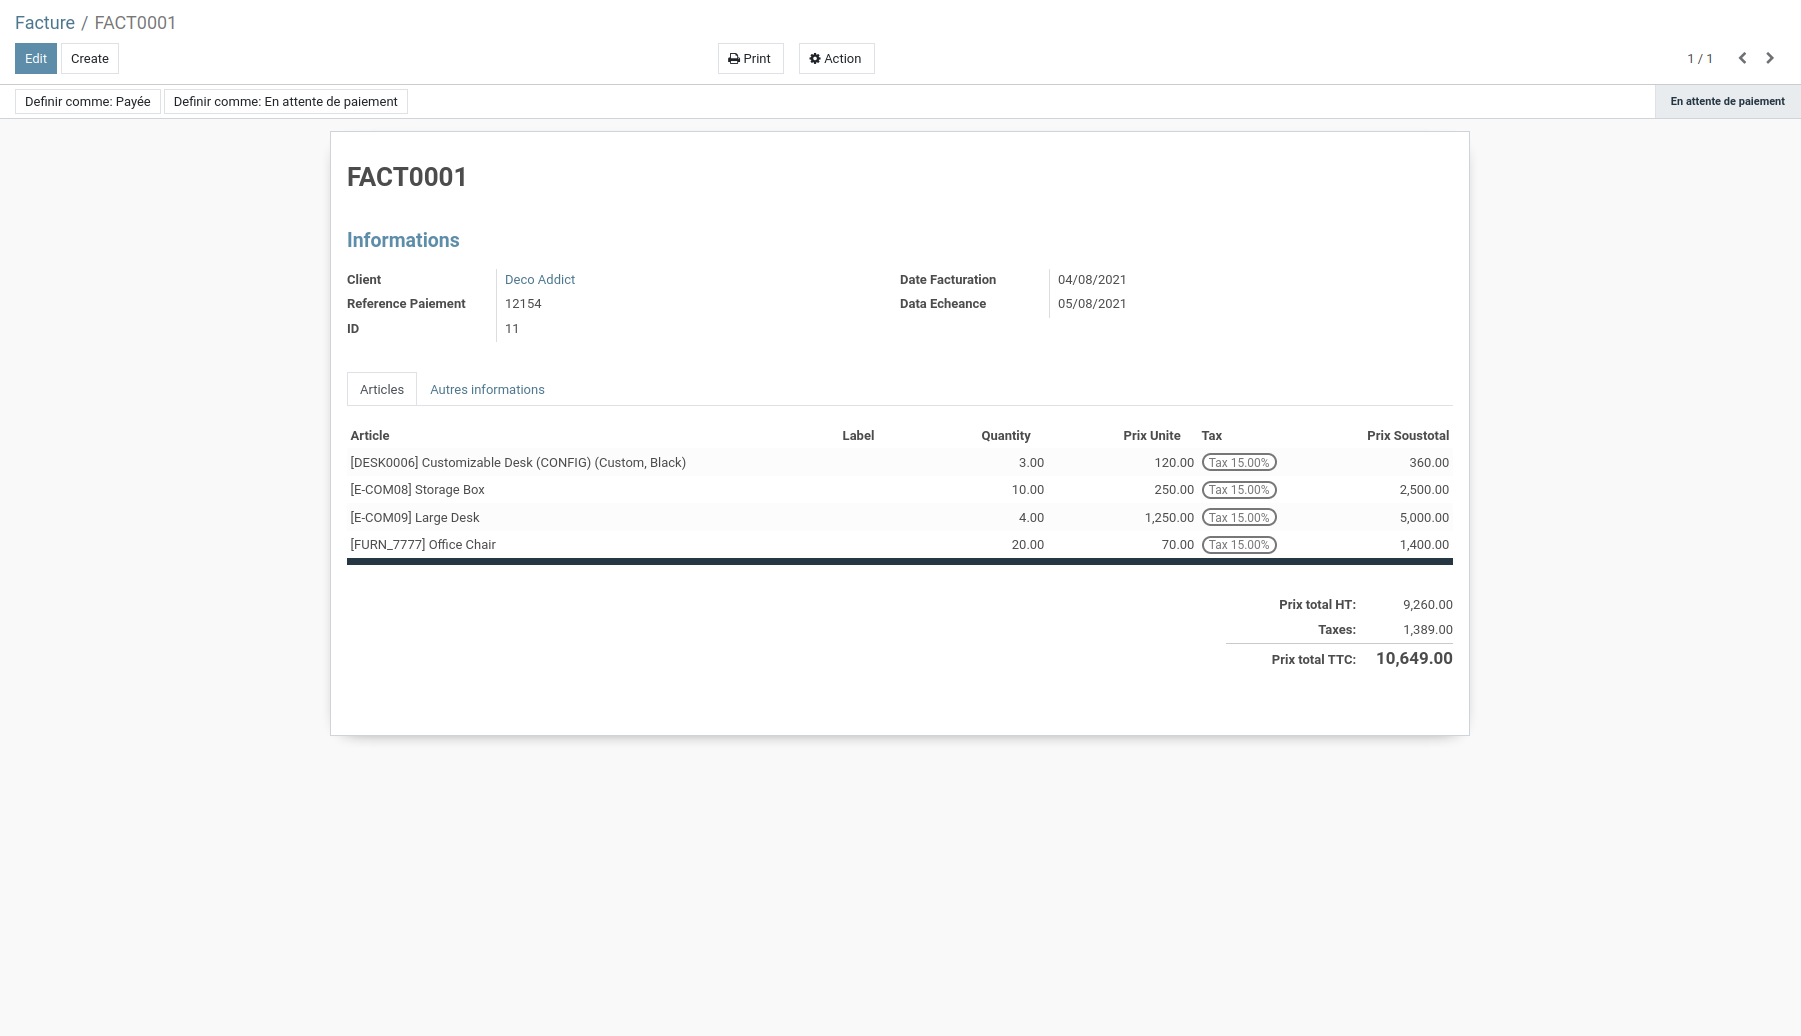 Facture / FACT0001
Edit Create Print Action 1 / 1
Definir comme: Payée Definir comme: En attente de paiement En attente de paiement
FACT0001
Informations
Client Deco Addict Date Facturation 04/08/2021
Reference Paiement 12154 Data Echeance 05/08/2021
ID 11
Articles Autres informations
Article Label Quantity Prix Unite Tax Prix Soustotal
[DESK0006] Customizable Desk (CONFIG) (Custom, Black) 3.00 120.00 Tax 15.00% 360.00
[E-COM08] Storage Box 10.00 250.00 Tax 15.00% 2,500.00
[E-COM09] Large Desk 4.00 1,250.00 Tax 15.00% 5,000.00
[FURN_7777] Office Chair 20.00 70.00 Tax 15.00% 1,400.00
Prix total HT: 9,260.00
Taxes: 1,389.00
Prix total TTC: 10,649.00